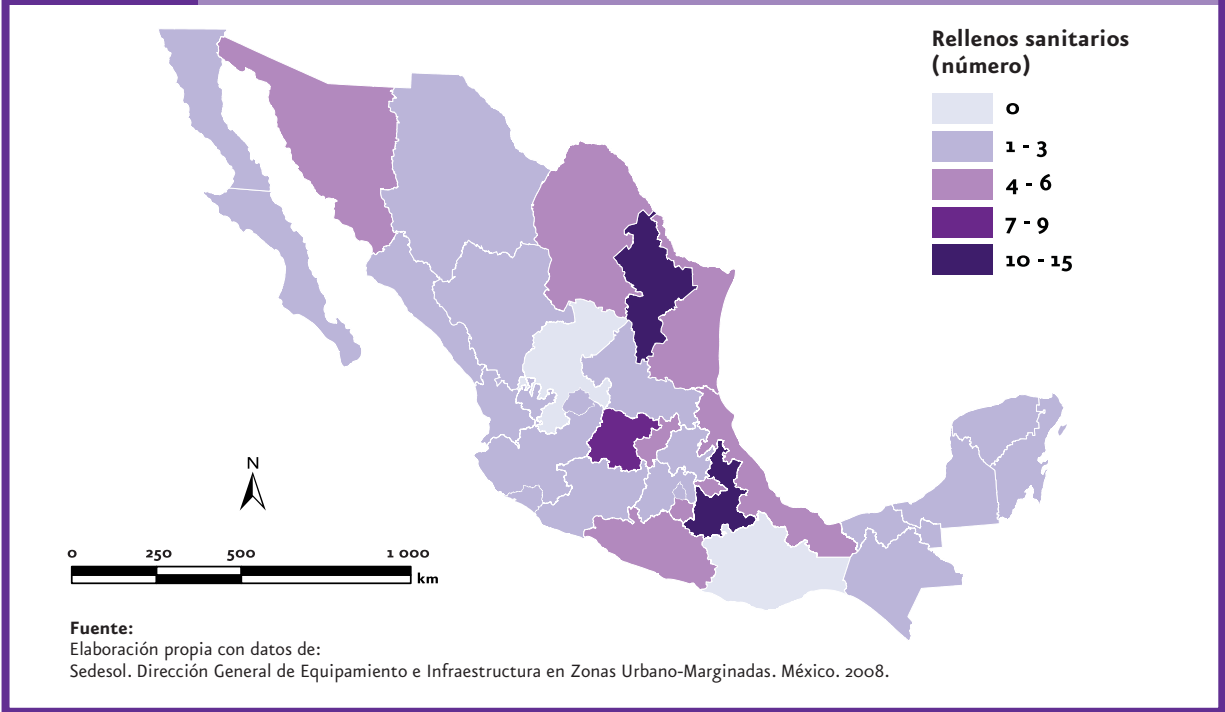 Rellenos sanitarios
(número)
0
1 - 3
4 - 6
7 - 9
10 - 15
N
0 250 500 1 000
km
Fuente:
Elaboración propia con datos de:
Sedesol. Dirección General de Equipamiento e Infraestructura en Zonas Urbano-Marginadas. México. 2008.